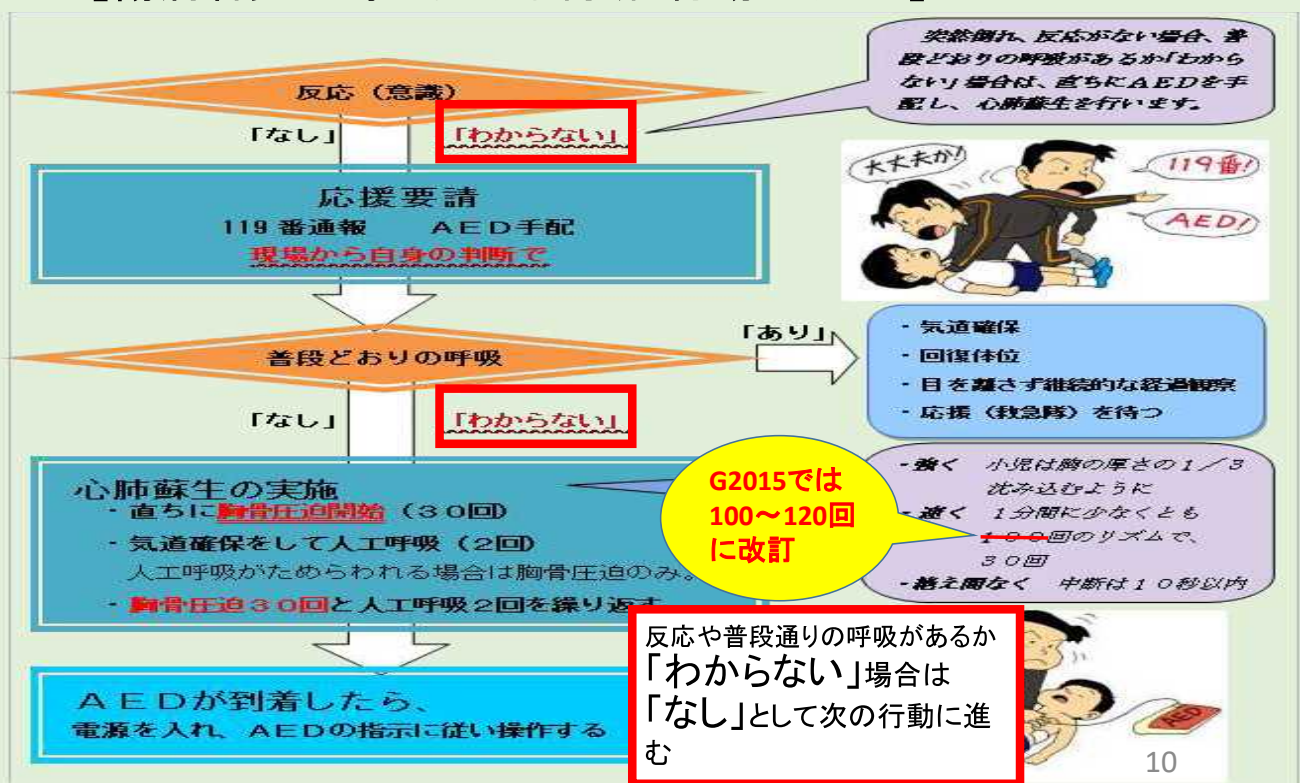 突然倒れ、反応がない場合、普
段どおりの呼吸があるか「わから
ない」場合は、直ちにAEDを手
配し、心肺蘇生を行います。
反応（意識）
「なし」
「わからない」
応援要請
119番通報　AED手配
現場から自身の判断で
大丈夫か！
119番！
AED！
普段どおりの呼吸
「あり」
・気道確保
・回復体位
・目を離さず継続的な経過観察
・応援（救急隊）を待つ
「なし」
「わからない」
心肺蘇生の実施
・直ちに胸骨圧迫開始（30回）
・気道確保をして人工呼吸（2回）
人工呼吸がためらわれる場合は胸骨圧迫のみ。
・胸骨圧迫30回と人工呼吸2回を繰り返す
G2015では
100～120回
に改訂
・強く　小児は胸の厚さの1／3
沈み込むように
・速く　1分間に少なくとも
100回のリズムで、
30回
・絶え間なく　中断は10秒以内
反応や普段通りの呼吸があるか
「わからない」場合は
「なし」として次の行動に進
む
AEDが到着したら、
電源を入れ、AEDの指示に従い操作する
AED
10